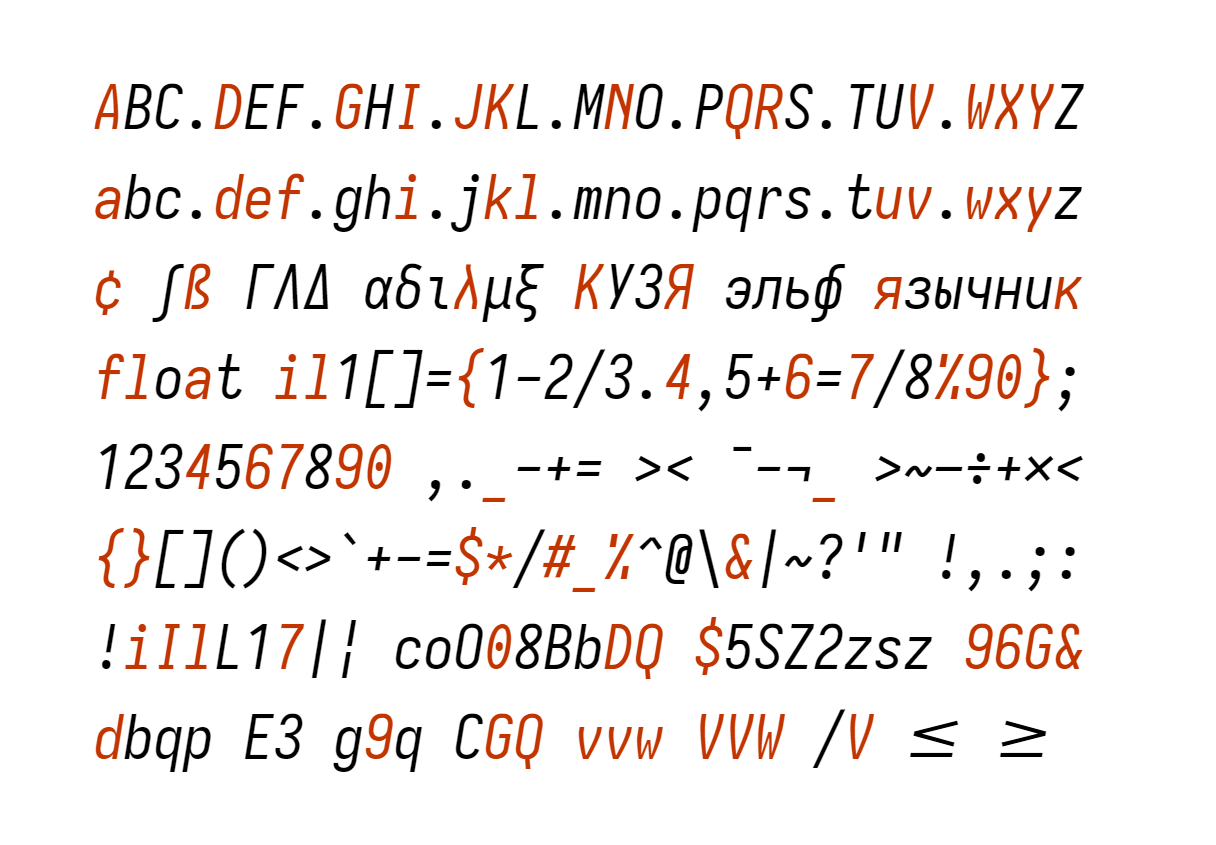 ABC.DEF.GHI.JKL.MNO.PQRS.TUV.WXYZ
abc.def.ghi.jkl.mno.pqrs.tuv.wxyz
¢ ʃß ΓΛΔ αδιλμξ КУЗЯ эльф язычник
float il1[]={1-2/3.4,5+6=7/8%90};
1234567890 ,._-+= >< ¯-¬_ >~–÷+×<
{}[]()<>`+-=$*/#_%^@\&|~?'" !,.;:
!iIlL17|¦ coO08BbDQ $5SZ2zsz 96G&
dbqp E3 g9q CGQ vvw VVW /V ≤ ≥